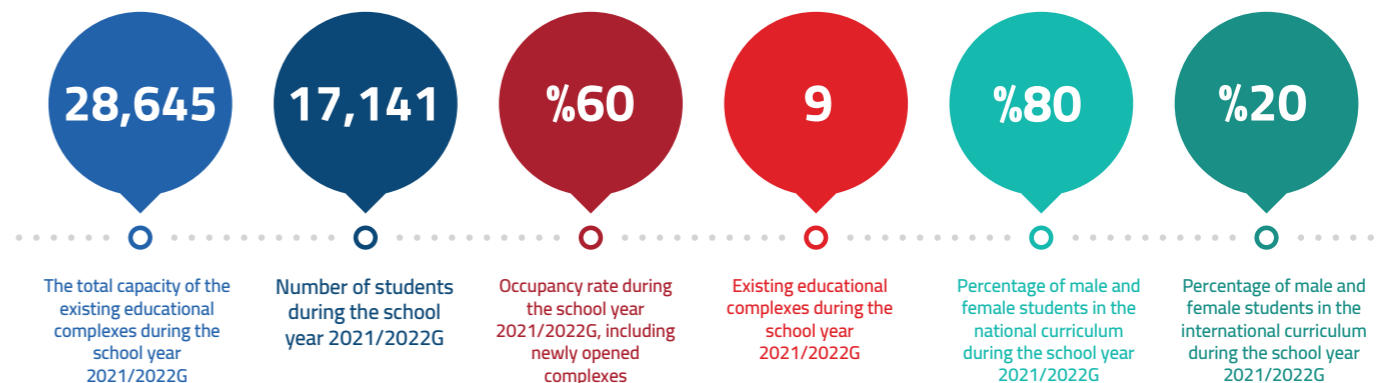 28,645
The total capacity of the
existing educational
complexes during the
school year
2021/2022G
17,141
Number of students
during the school
year 2021/2022G
%60
Occupancy rate during
the school year
2021/2022G, including
newly opened
complexes
9
Existing educational
complexes during the
school year
2021/2022G
%80
Percentage of male and
female students in the
national curriculum
during the school year
2021/2022G
%20
Percentage of male and
female students in the
international curriculum
during the school year
2021/2022G